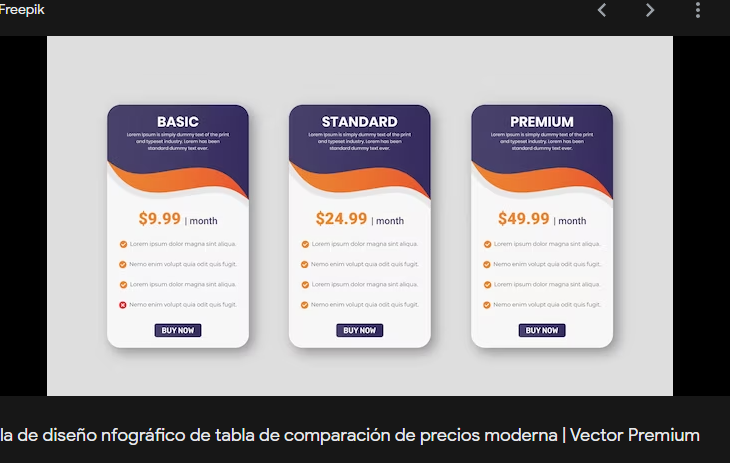 Freepik
BASIC
Lorem Ipsum is simply dummy text of the print
and typeset industry. Lorem has been
standard dummy text ever.
$9.99 | month
Lorem ipsum dolor magna sint aliqua.
Nemo enim volupt quia odit quis fugit.
Lorem ipsum dolor magna sint aliqua.
Nemo enim volupt quia odit quis fugit.
BUY NOW
STANDARD
Lorem Ipsum is simply dummy text of the print
and typeset industry. Lorem has been
standard dummy text ever.
$24.99 | month
Lorem ipsum dolor magna sint aliqua.
Nemo enim volupt quia odit quis fugit.
Lorem ipsum dolor magna sint aliqua.
Nemo enim volupt quia odit quis fugit.
BUY NOW
PREMIUM
Lorem Ipsum is simply dummy text of the print
and typeset industry. Lorem has been
standard dummy text ever.
$49.99 | month
Lorem ipsum dolor magna sint aliqua.
Nemo enim volupt quia odit quis fugit.
Lorem ipsum dolor magna sint aliqua.
Nemo enim volupt quia odit quis fugit.
BUY NOW
la de diseño nfográfico de tabla de comparación de precios moderna | Vector Premium